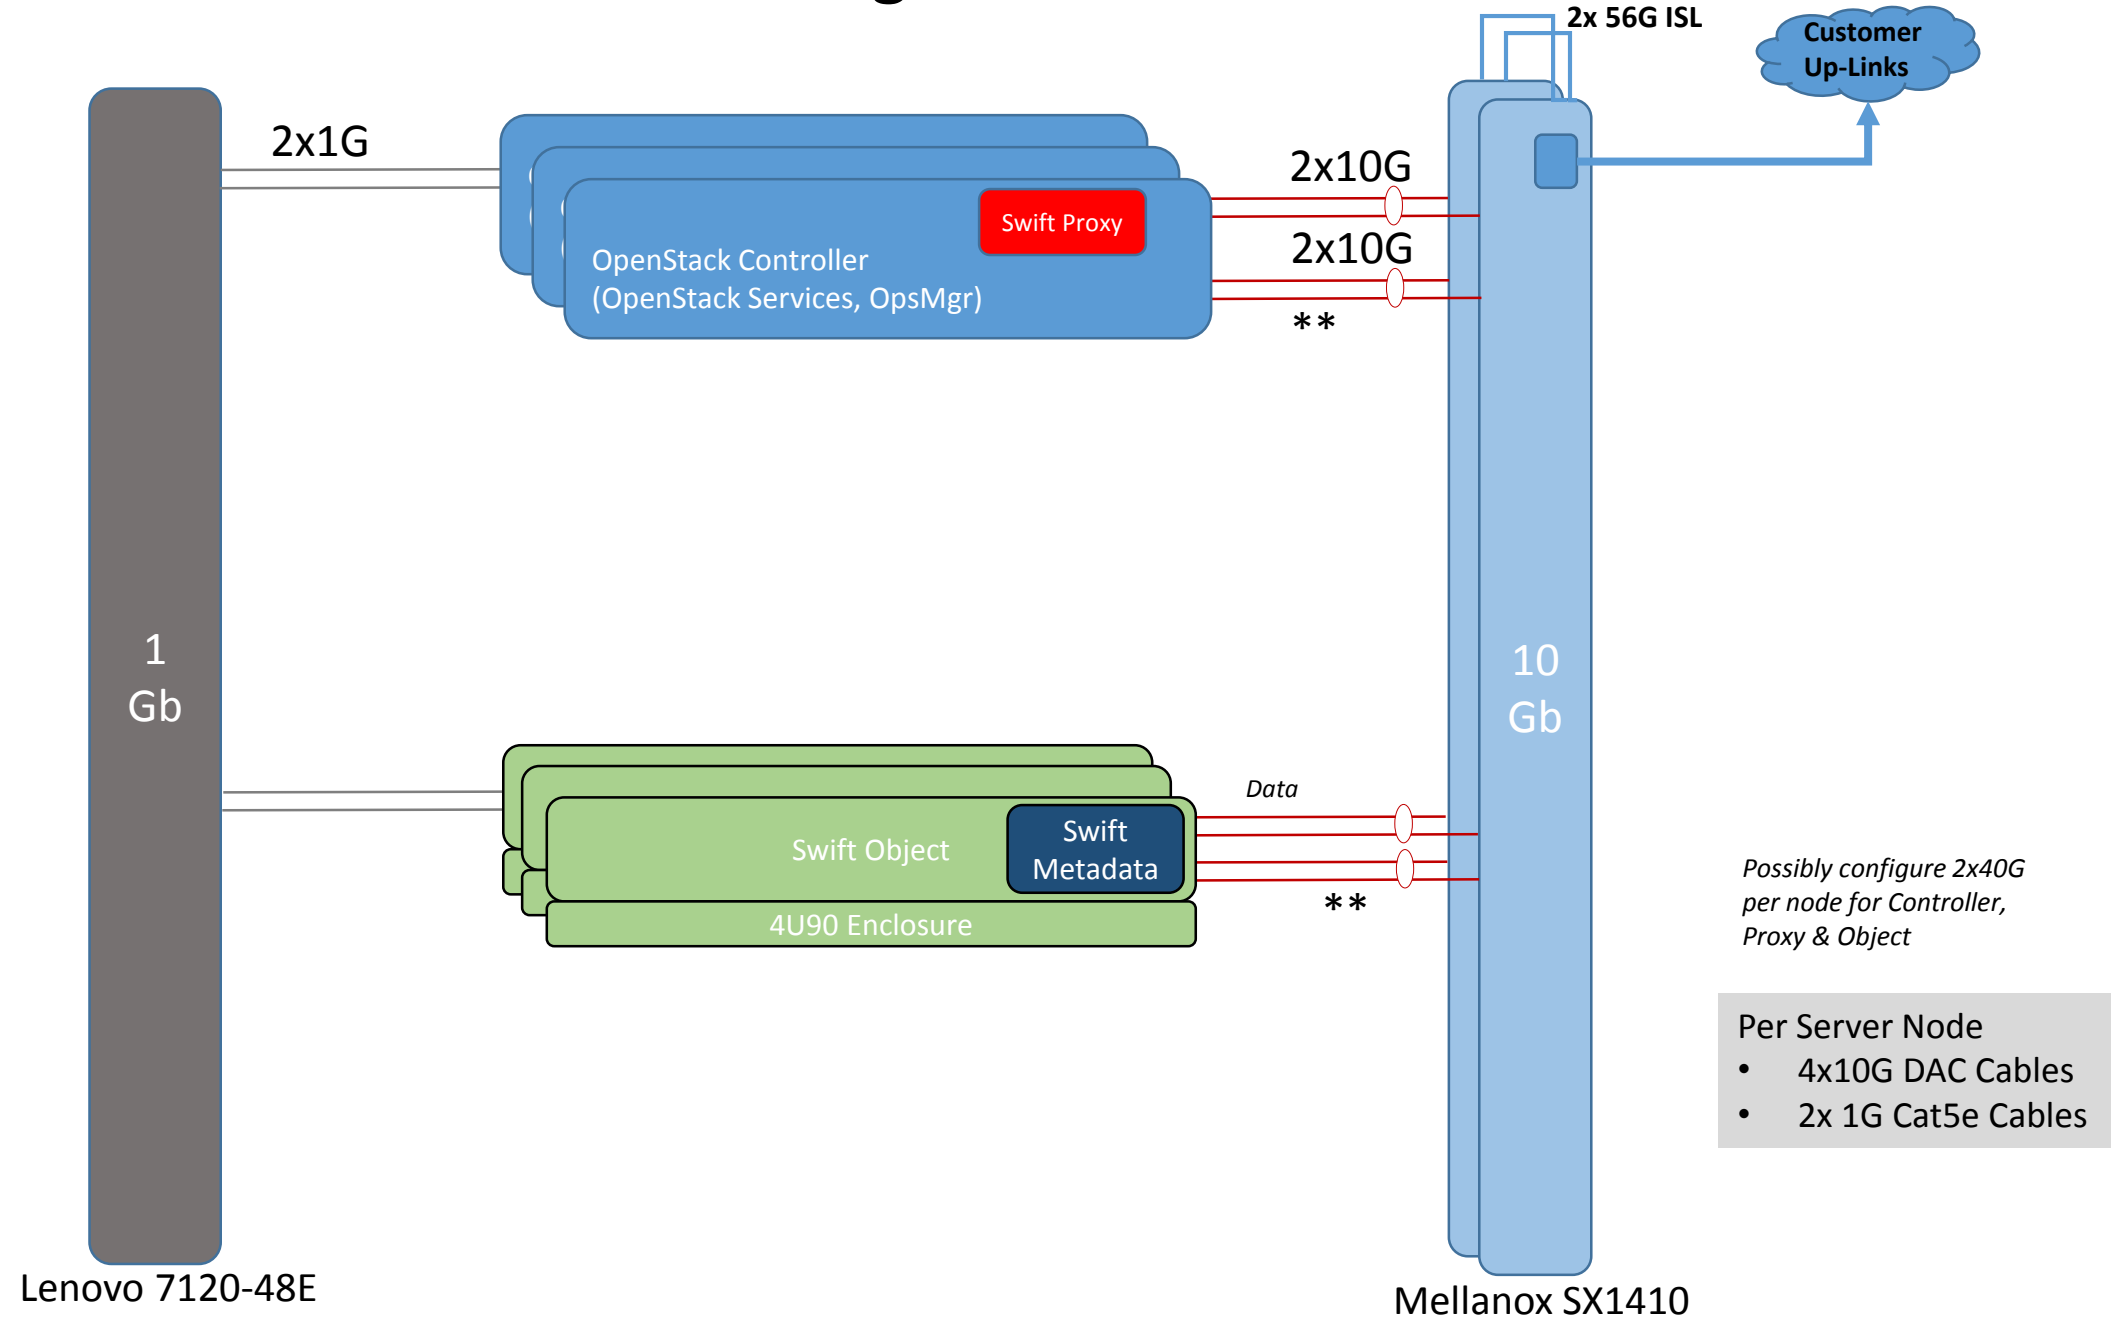 2x 56G ISL
Customer
Up-Links
2x1G
2x10G
Swift Proxy
2x10G
OpenStack Controller
(OpenStack Services, OpsMgr)
**
1
Gb
10
Gb
Data
Swift Object
Swift
Metadata
**
4U90 Enclosure
Possibly configure 2x40G
per node for Controller,
Proxy & Object
Per Server Node
• 4x10G DAC Cables
• 2x 1G Cat5e Cables
Lenovo 7120-48E
Mellanox SX1410